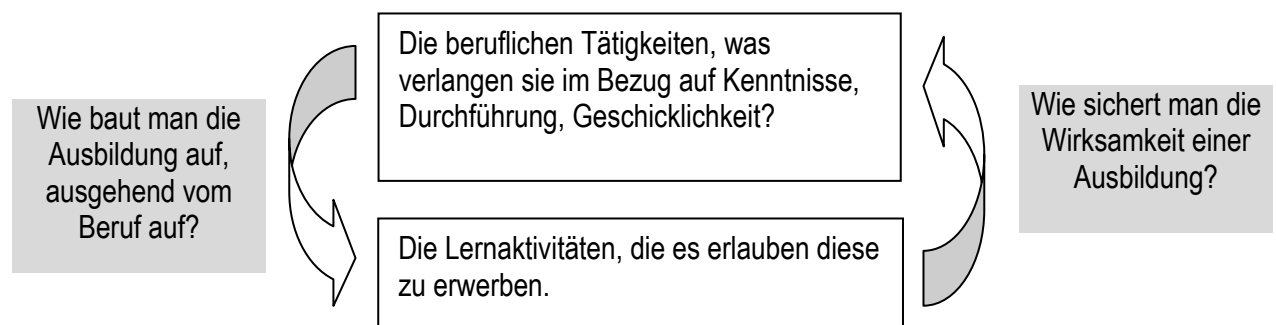 Wie baut man die
Ausbildung auf,
ausgehend vom
Beruf auf?
Die beruflichen Tätigkeiten, was
verlangen sie im Bezug auf Kenntnisse,
Durchführung, Geschicklichkeit?
Die Lernaktivitäten, die es erlauben diese
zu erwerben.
Wie sichert man die
Wirksamkeit einer
Ausbildung?